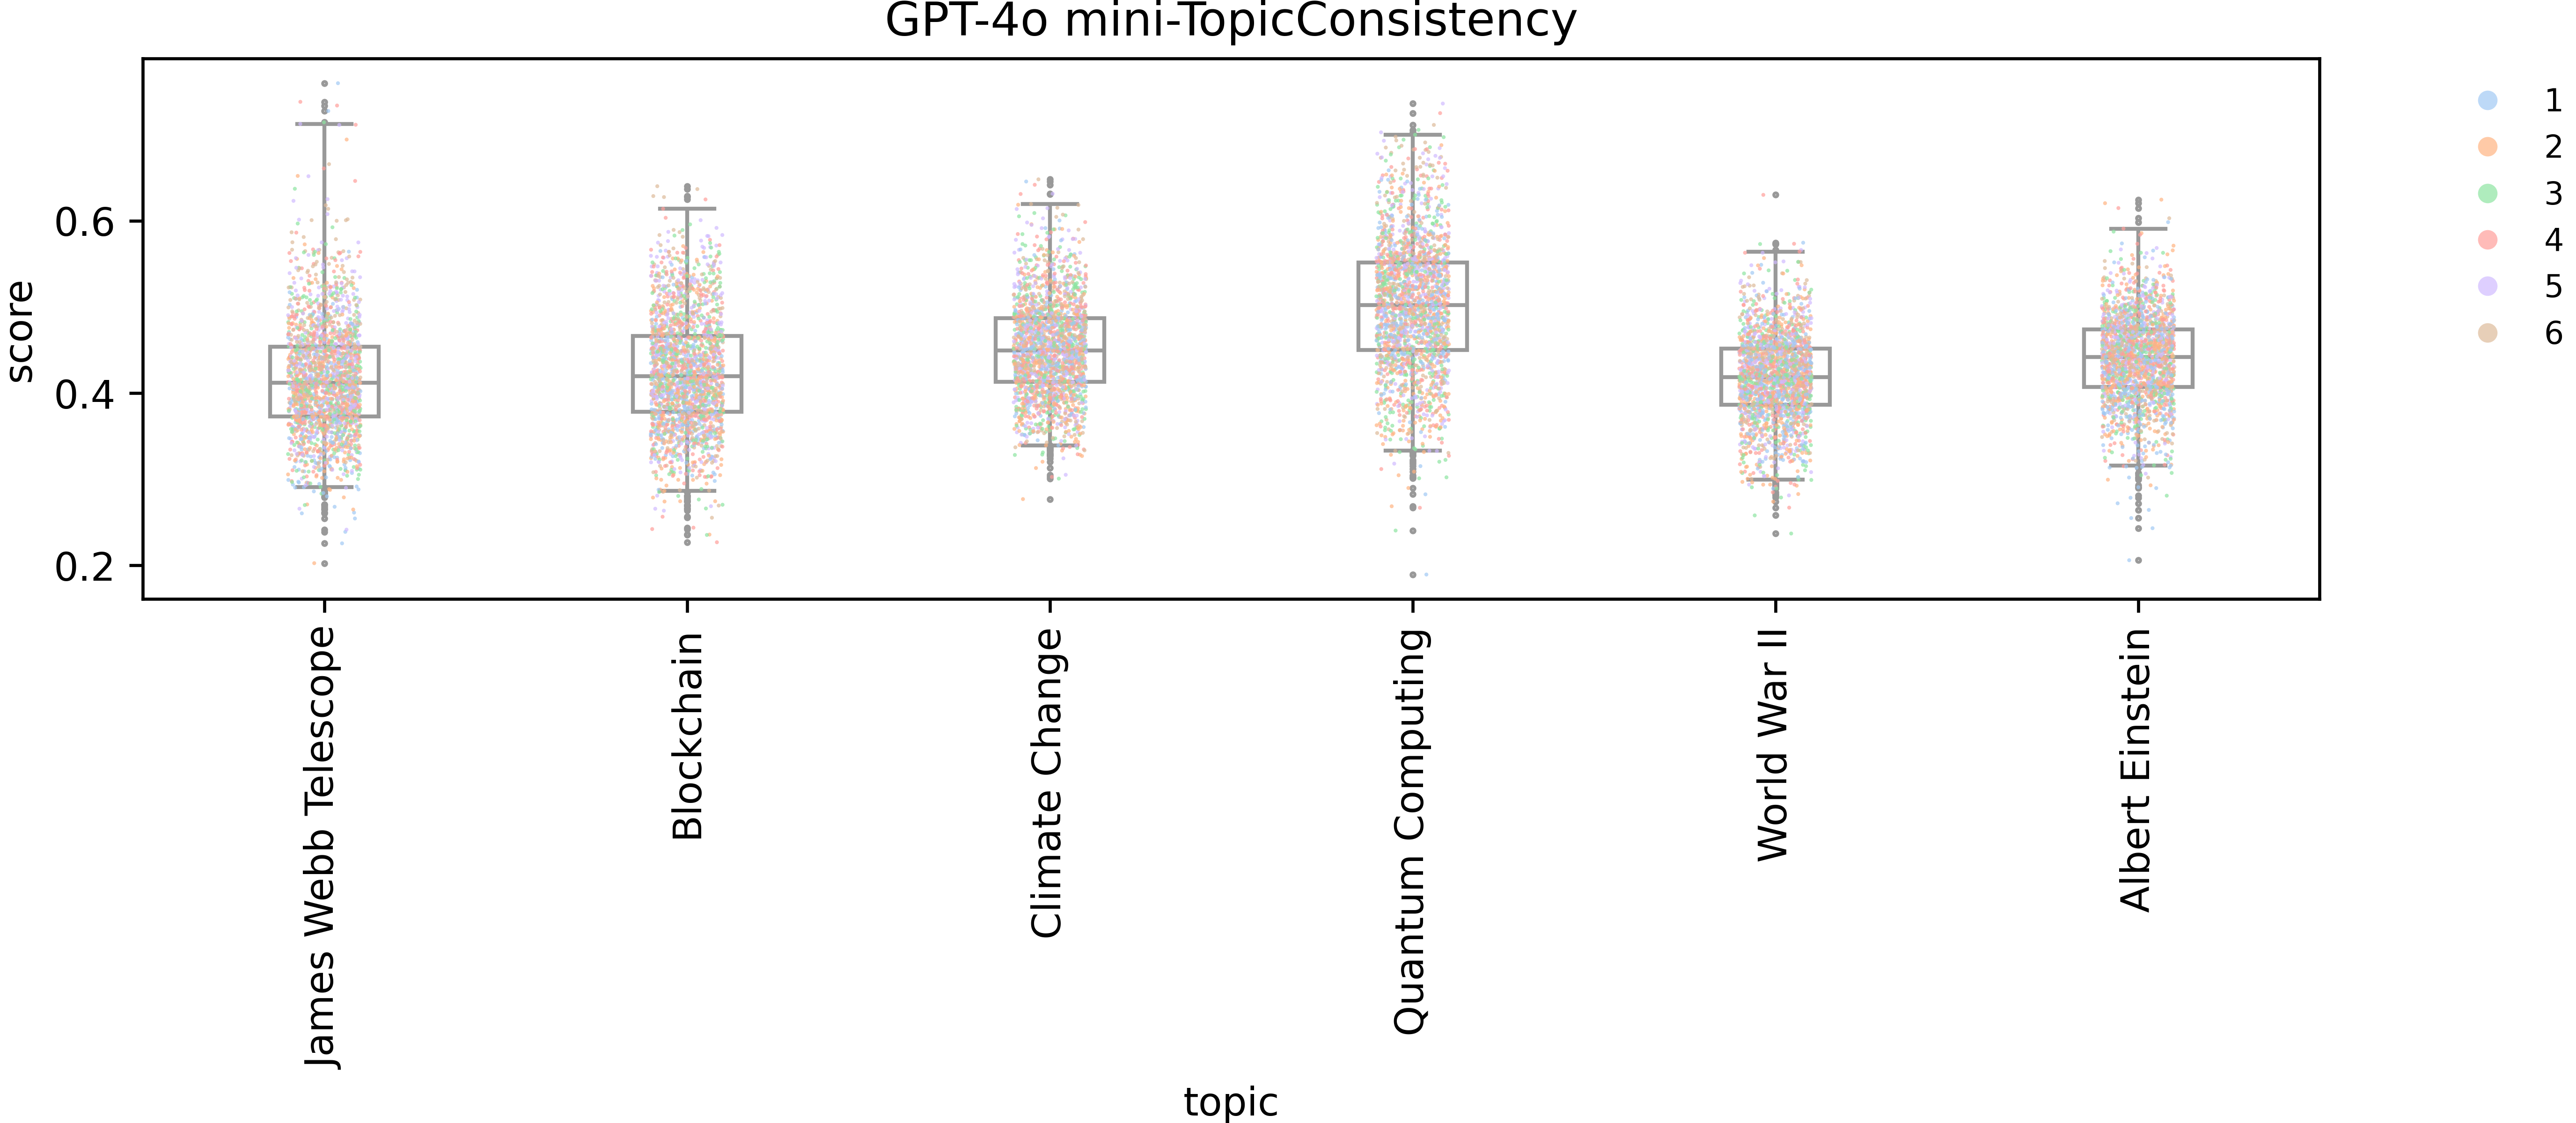 GPT-4o mini-TopicConsistency
score
0.6
0.4
0.2
1
2
3
4
5
6
James Webb Telescope
Blockchain
Climate Change
Quantum Computing
World War II
Albert Einstein
topic